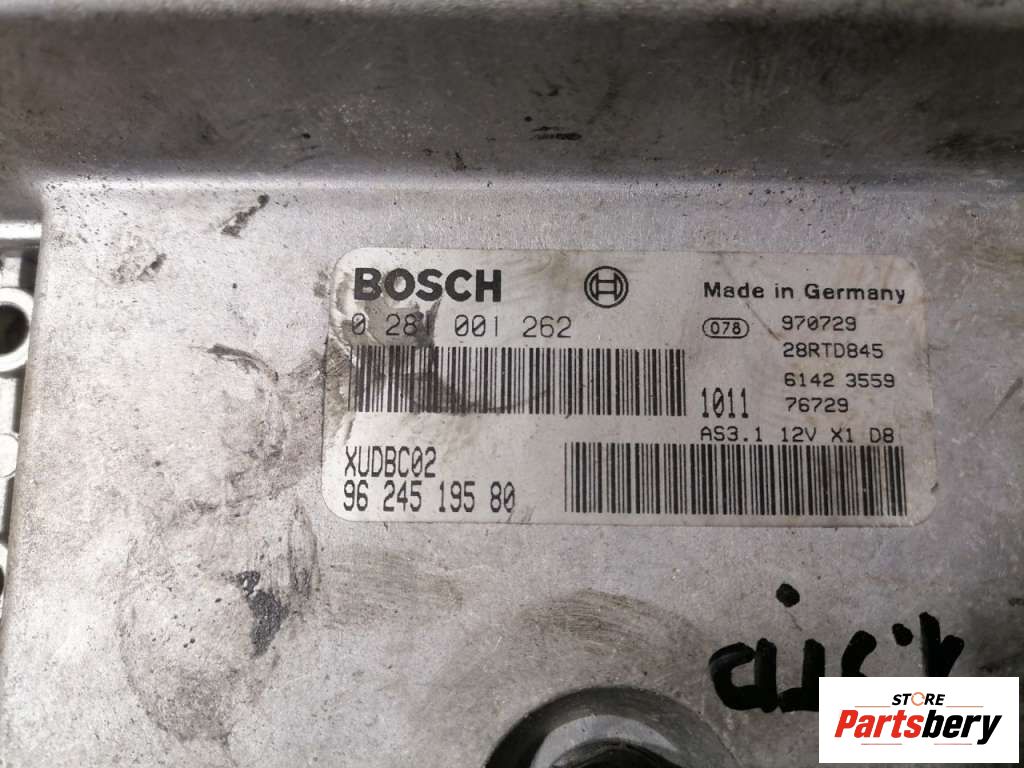 BOSCH
Made in Germany
0 281 001 262
078 970729
28RTD845
6142 3559
1011 76729
AS3.1 12V X1 D8
XUDBC02
96 245 195 80
STORE
Partsbery